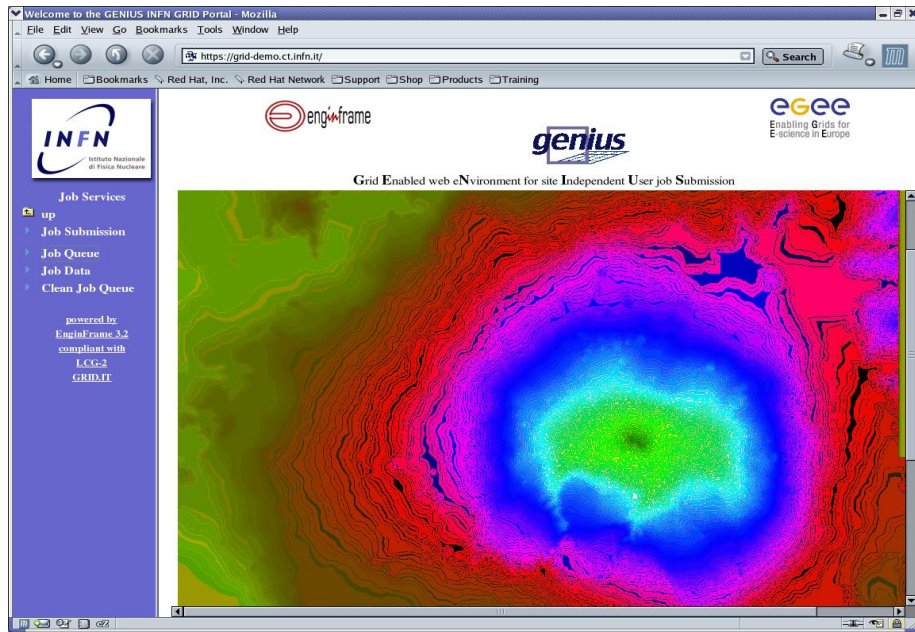 Welcome to the GENIUS INFN GRID Portal - Mozilla
File Edit View Go Bookmarks Tools Window Help
https://grid-demo.ct.infn.it/
Search
Home Bookmarks Red Hat, Inc. Red Hat Network Support Shop Products Training
INFN
Istituto Nazionale
di Fisica Nucleare
Job Services
up
Job Submission
Job Queue
Job Data
Clean Job Queue
powered by
EnginFrame 3.2
compliant with
LCG-2
GRID.IT
enginframe
genius
eGee
Enabling Grids for
E-science in Europe
Grid Enabled web eNvironment for site Independent User job Submission